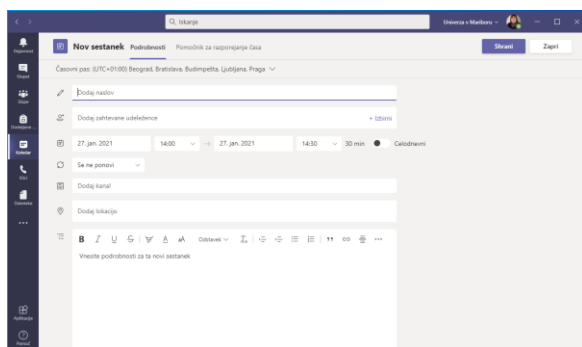 Iskanje
Univerza v Mariboru
Nov sestanek Podrobnosti Pomočnik za razporejanje časa
Shrani Zapri
Časovni pas: (UTC+01:00) Beograd, Bratislava, Budimpešta, Ljubljana, Praga
Dodaj naslov
Dodaj zahtevane udeležence + Izbirni
27. jan. 2021 14:00 → 27. jan. 2021 14:30 30 min Celodnevni
Se ne ponovi
Dodaj kanal
Dodaj lokacijo
B I U S A AA Odstavek
Vnesite podrobnosti za ta novi sestanek
Klepet
Ekipe
Koledar
Klici
Datoteke
Aplikacije
Pomoč